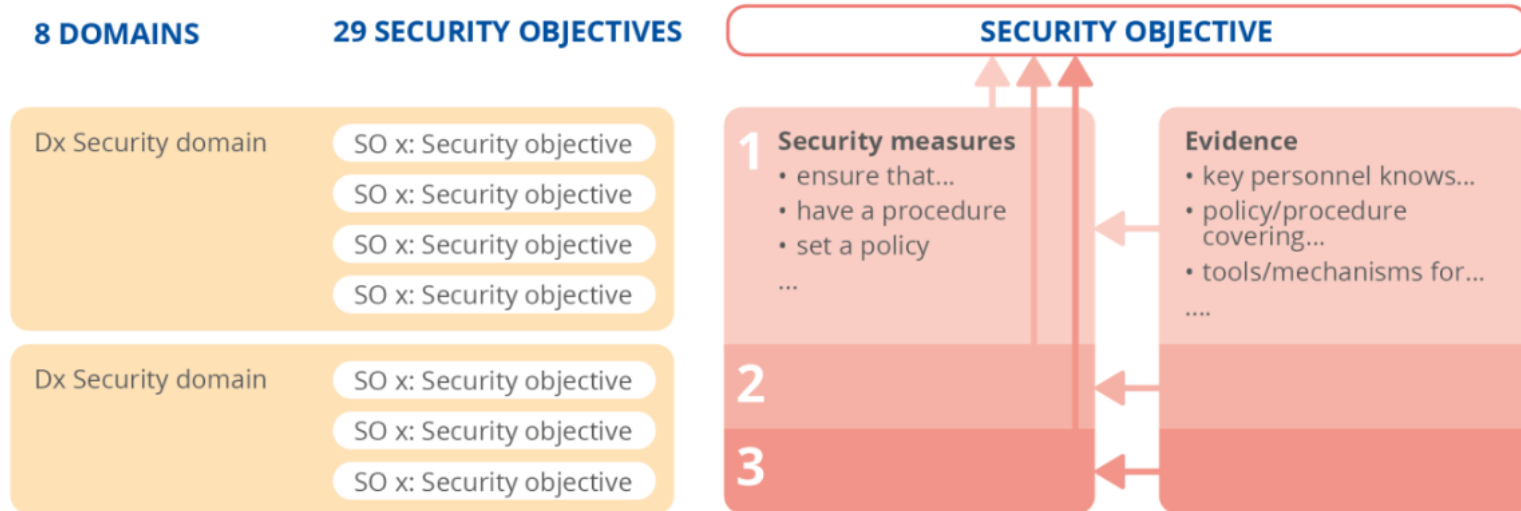 8 DOMAINS
29 SECURITY OBJECTIVES
Dx Security domain
SO x: Security objective
SO x: Security objective
SO x: Security objective
SO x: Security objective
Dx Security domain
SO x: Security objective
SO x: Security objective
SO x: Security objective
SECURITY OBJECTIVE
1
Security measures
• ensure that...
• have a procedure
• set a policy
...
2
3
Evidence
• key personnel knows...
• policy/procedure
covering...
• tools/mechanisms for...
....